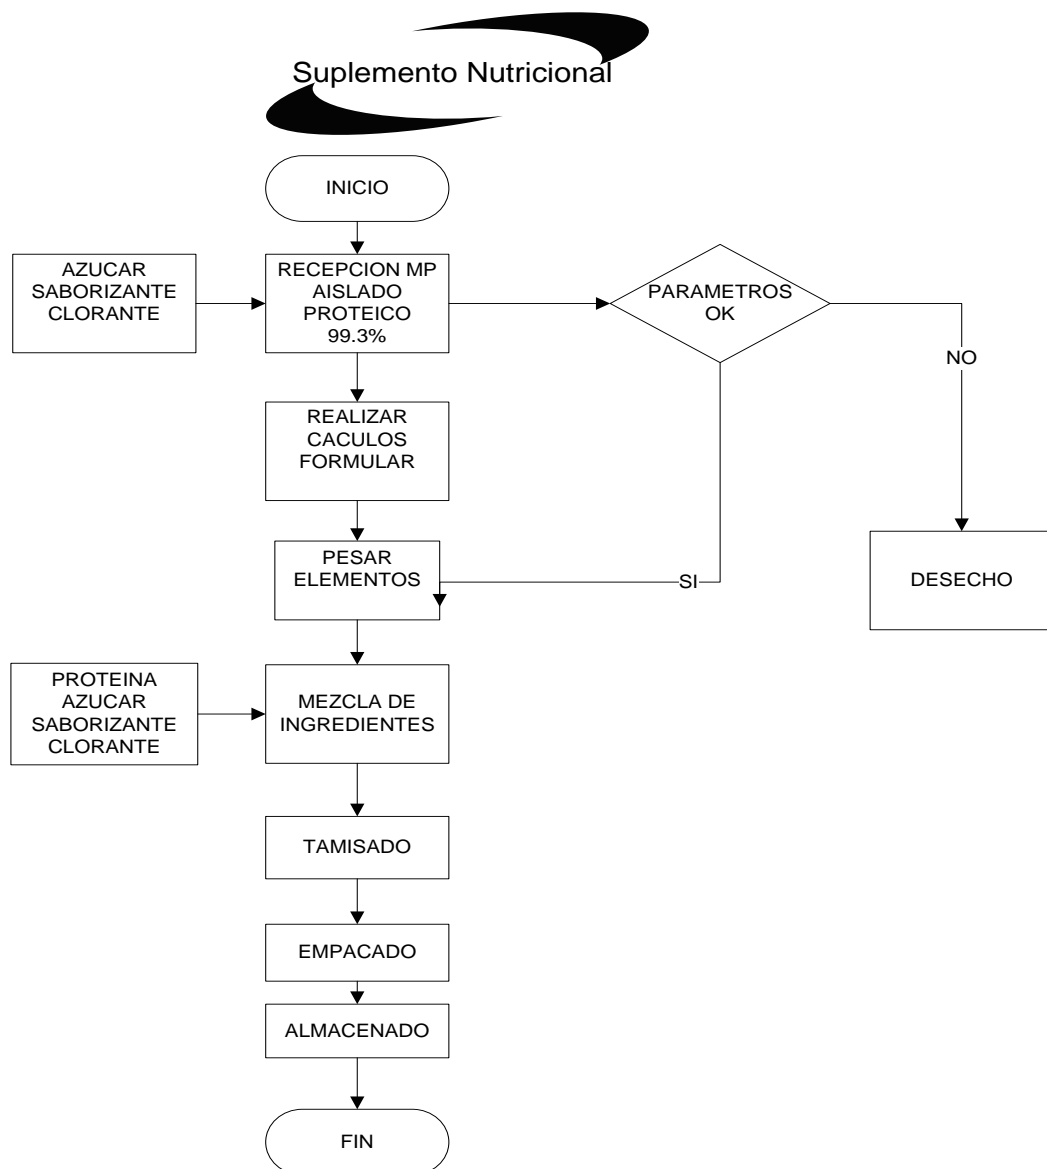 Suplemento Nutricional
INICIO
AZUCAR
SABORIZANTE
CLORANTE
RECEPCION MP
AISLADO
PROTEICO
99.3%
PARAMETROS
OK
NO
REALIZAR
CACULOS
FORMULAR
PESAR
ELEMENTOS
SI
DESECHO
PROTEINA
AZUCAR
SABORIZANTE
CLORANTE
MEZCLA DE
INGREDIENTES
TAMISADO
EMPACADO
ALMACENADO
FIN